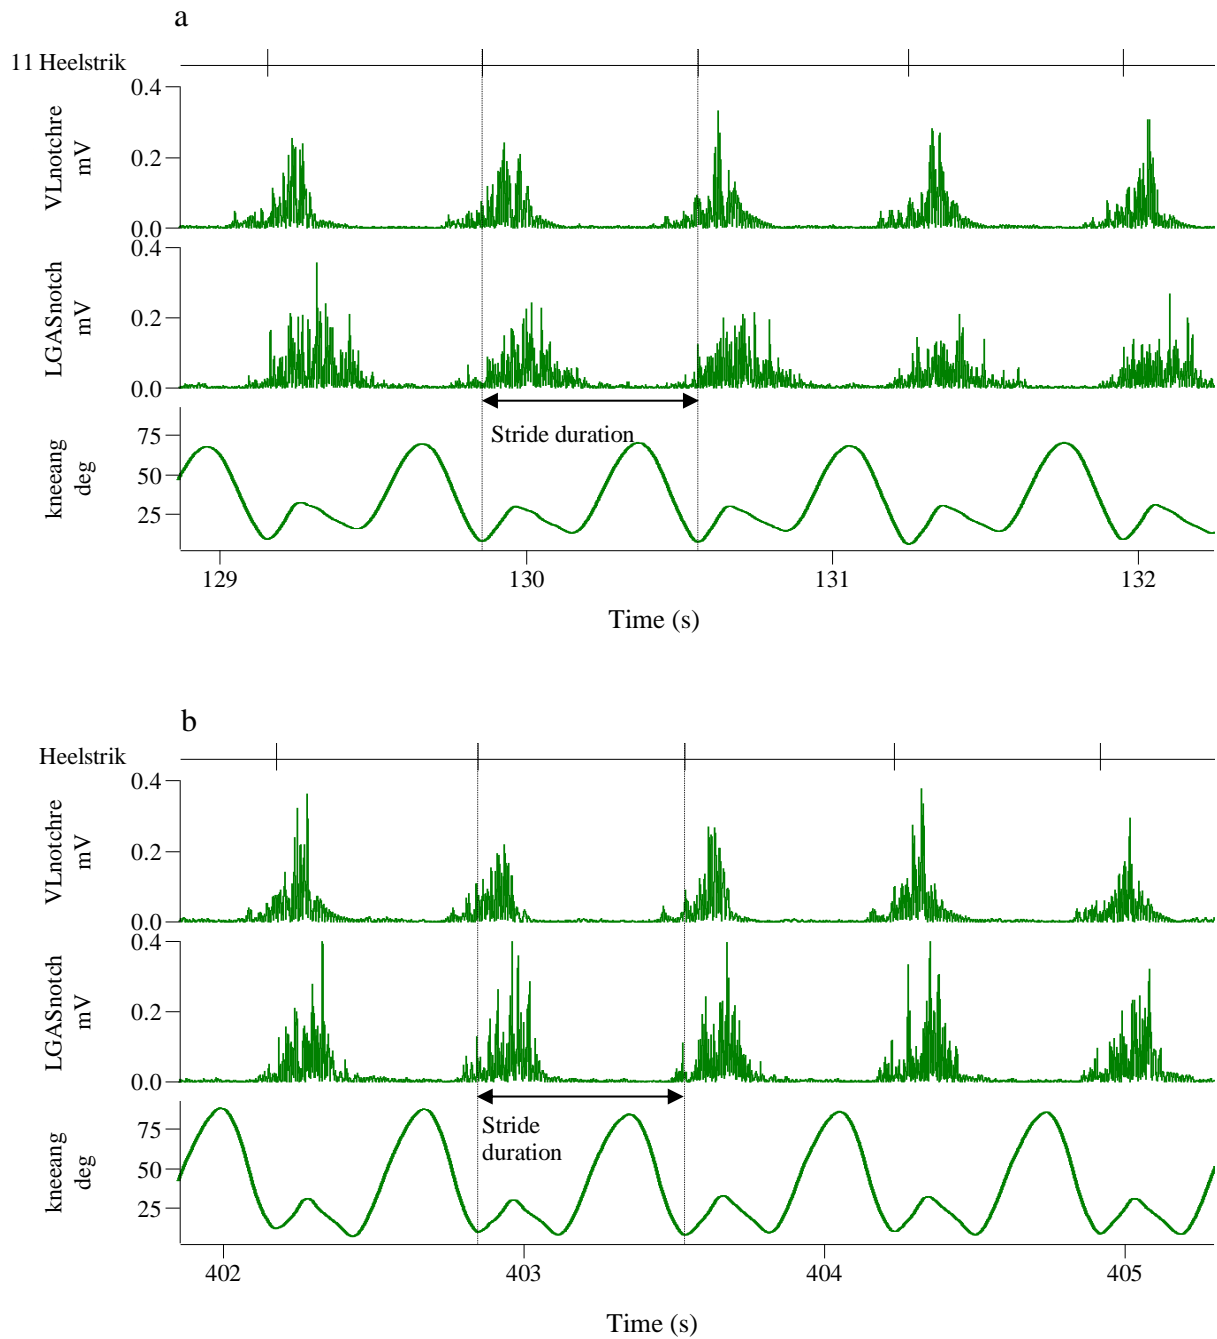 a
11 Heelstrik
0.4
VLnotchre
mV
0.2
0.0
0.4
LGASnotch
mV
0.2
0.0
Stride duration
75
kneeang
deg
50
25
129
130
131
132
Time (s)
b
Heelstrik
0.4
VLnotchre
mV
0.2
0.0
0.4
LGASnotch
mV
0.2
0.0
Stride
duration
75
kneeang
deg
50
25
402
403
404
405
Time (s)